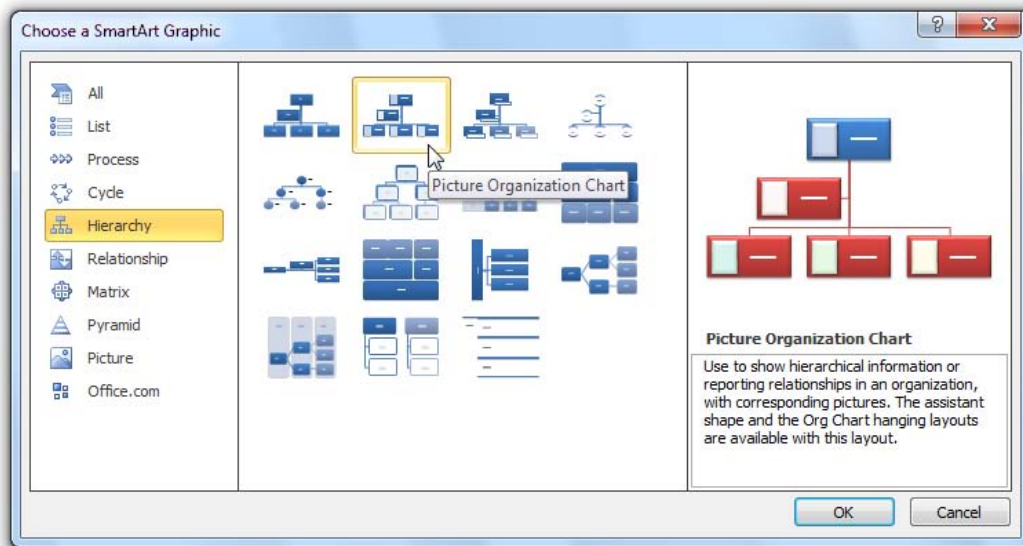 Choose a SmartArt Graphic
?
All
List
Process
Cycle
Hierarchy
Relationship
Matrix
Pyramid
Picture
Office.com
Picture Organization Chart
Picture Organization Chart
Use to show hierarchical information or
reporting relationships in an organization,
with corresponding pictures. The assistant
shape and the Org Chart hanging layouts
are available with this layout.
OK
Cancel